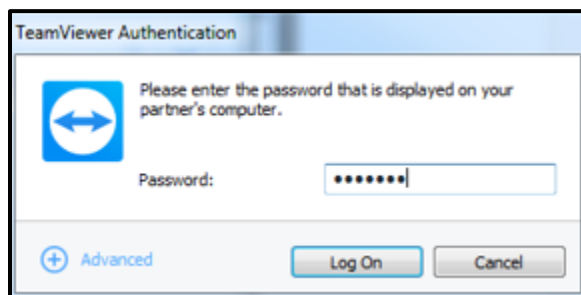 TeamViewer Authentication
Please enter the password that is displayed on your
partner's computer.
Password: •••••••
Advanced
Log On
Cancel